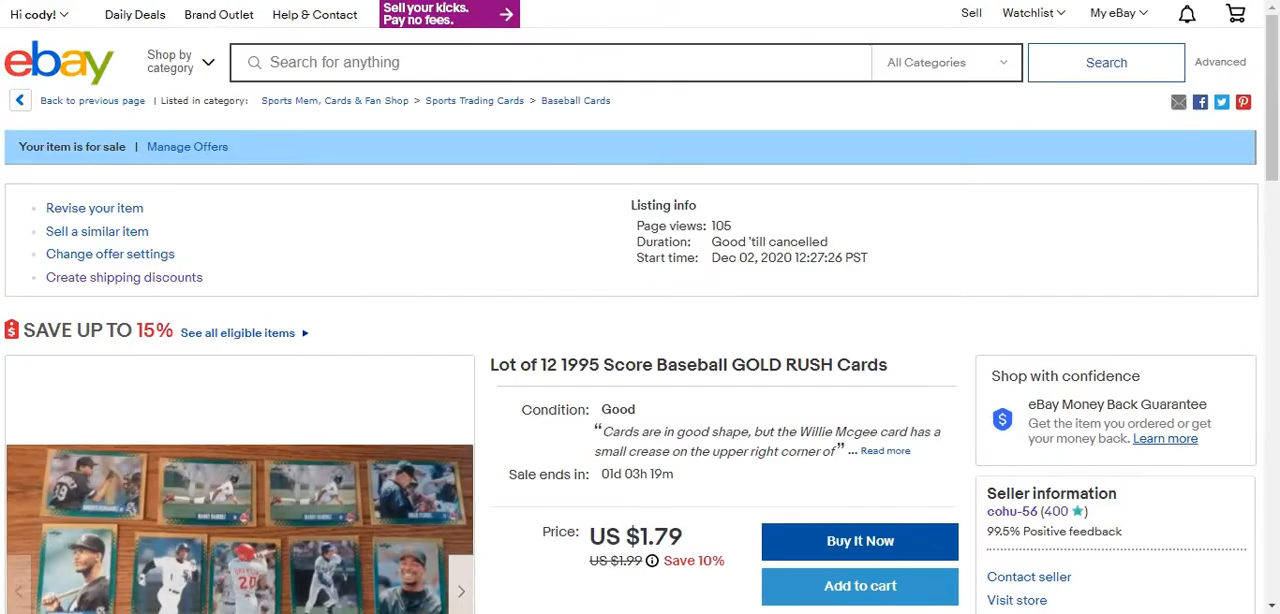 Hi cody! Daily Deals Brand Outlet Help & Contact Sell your kicks. Pay no fees. Sell Watchlist My eBay
ebay Shop by category Search for anything All Categories Search Advanced
Back to previous page | Listed in category: Sports Mem, Cards & Fan Shop > Sports Trading Cards > Baseball Cards
Your item is for sale | Manage Offers
Revise your item
Sell a similar item
Change offer settings
Create shipping discounts
Listing info
Page views: 105
Duration: Good 'till cancelled
Start time: Dec 02, 2020 12:27:26 PST
SAVE UP TO 15% See all eligible items
Lot of 12 1995 Score Baseball GOLD RUSH Cards
Condition: Good
“Cards are in good shape, but the Willie Mcgee card has a
small crease on the upper right corner of” ... Read more
Sale ends in: 01d 03h 19m
Price: US $1.79
US $1.99 Save 10%
Buy It Now
Add to cart
Shop with confidence
eBay Money Back Guarantee
Get the item you ordered or get
your money back. Learn more
Seller information
cohu-56 (400 )
99.5% Positive feedback
Contact seller
Visit store